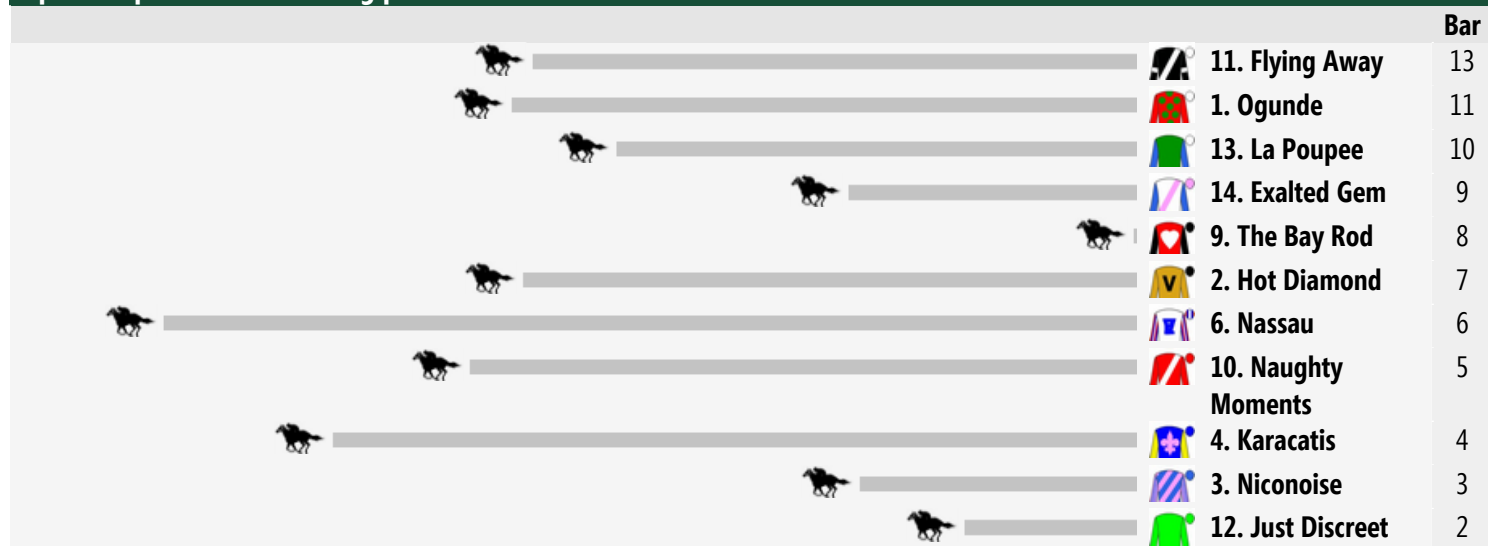 Bar
11. Flying Away 13
1. Ogunde 11
13. La Poupee 10
14. Exalted Gem 9
9. The Bay Rod 8
V
2. Hot Diamond 7
6. Nassau 6
10. Naughty 5
Moments
4. Karacatis 4
3. Niconoise 3
12. Just Discreet 2